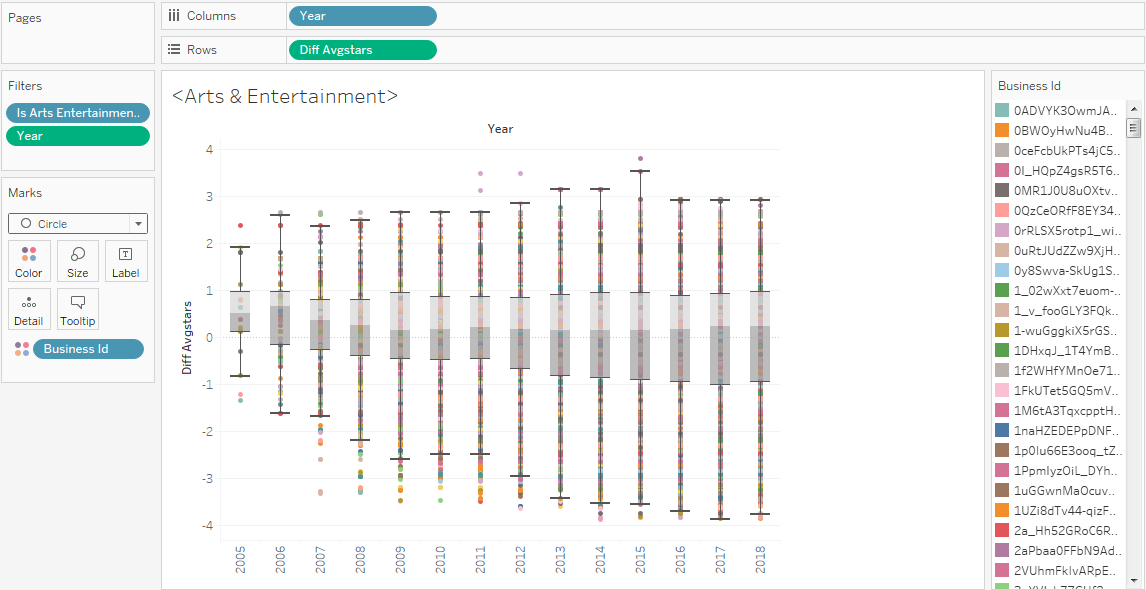 Pages
Columns
Year
Rows
Diff Avgstars
Filters
Is Arts Entertainmen..
Year
Marks
Circle
Color
Size
Label
Detail
Tooltip
Business Id
<Arts & Entertainment>
Year
Diff Avgstars
4
3
2
1
0
-1
-2
-3
-4
2005
2006
2007
2008
2009
2010
2011
2012
2013
2014
2015
2016
2017
2018
Business Id
0ADVYK3OwmJA..
0BWOyHwNu4B..
0ceFcbUkPTs4jC5..
0I_HQpZ4gsR5T6..
0MR1J0U8uOXtv..
0QzCeORfF8EY34..
0rRLSX5rotp1_wi..
0uRtJUdZZw9XjH..
0y8Swva-SkUg1S..
1_02wXxt7euom-..
1_v_fooGLY3FQk..
1-wuGggkiX5rGS..
1DHxqJ_1T4YmB..
1f2WHfYMnOe71..
1FkUTet5GQ5mV..
1M6tA3TqxcpptH..
1naHZEDEPpDNF..
1p0Iu66E3ooq_tZ..
1PpmIyzOiL_DYh..
1uGGwnMaOcuv..
1UZi8dTv44-qizF..
2a_Hh52GRoC6R..
2aPbaa0FFbN9Ad..
2VUhmFkIvARpE..